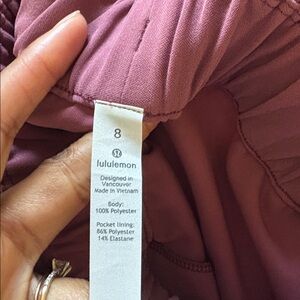 8
lululemon
Designed in
Vancouver
Made in Vietnam
Body:
100% Polyester
Pocket lining:
86% Polyester
14% Elastane